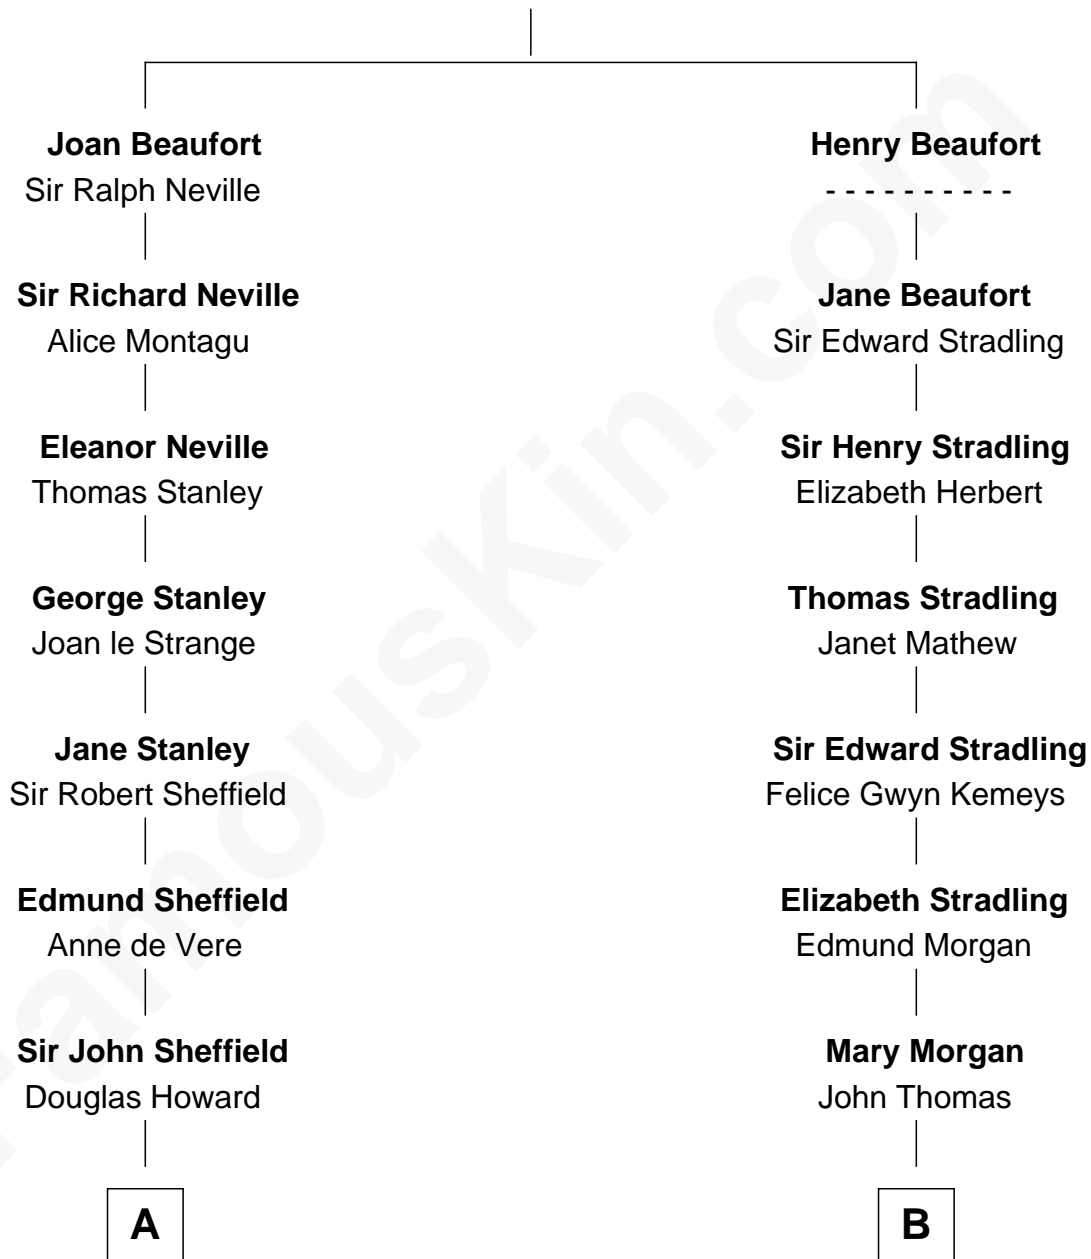 Joan Beaufort
Sir Ralph Neville
Sir Richard Neville
Alice Montagu
Eleanor Neville
Thomas Stanley
George Stanley
Joan le Strange
Jane Stanley
Sir Robert Sheffield
Edmund Sheffield
Anne de Vere
Sir John Sheffield
Douglas Howard
A
Henry Beaufort
- - - - - - - - - -
Jane Beaufort
Sir Edward Stradling
Sir Henry Stradling
Elizabeth Herbert
Thomas Stradling
Janet Mathew
Sir Edward Stradling
Felice Gwyn Kemeys
Elizabeth Stradling
Edmund Morgan
Mary Morgan
John Thomas
B
FamousKin.com